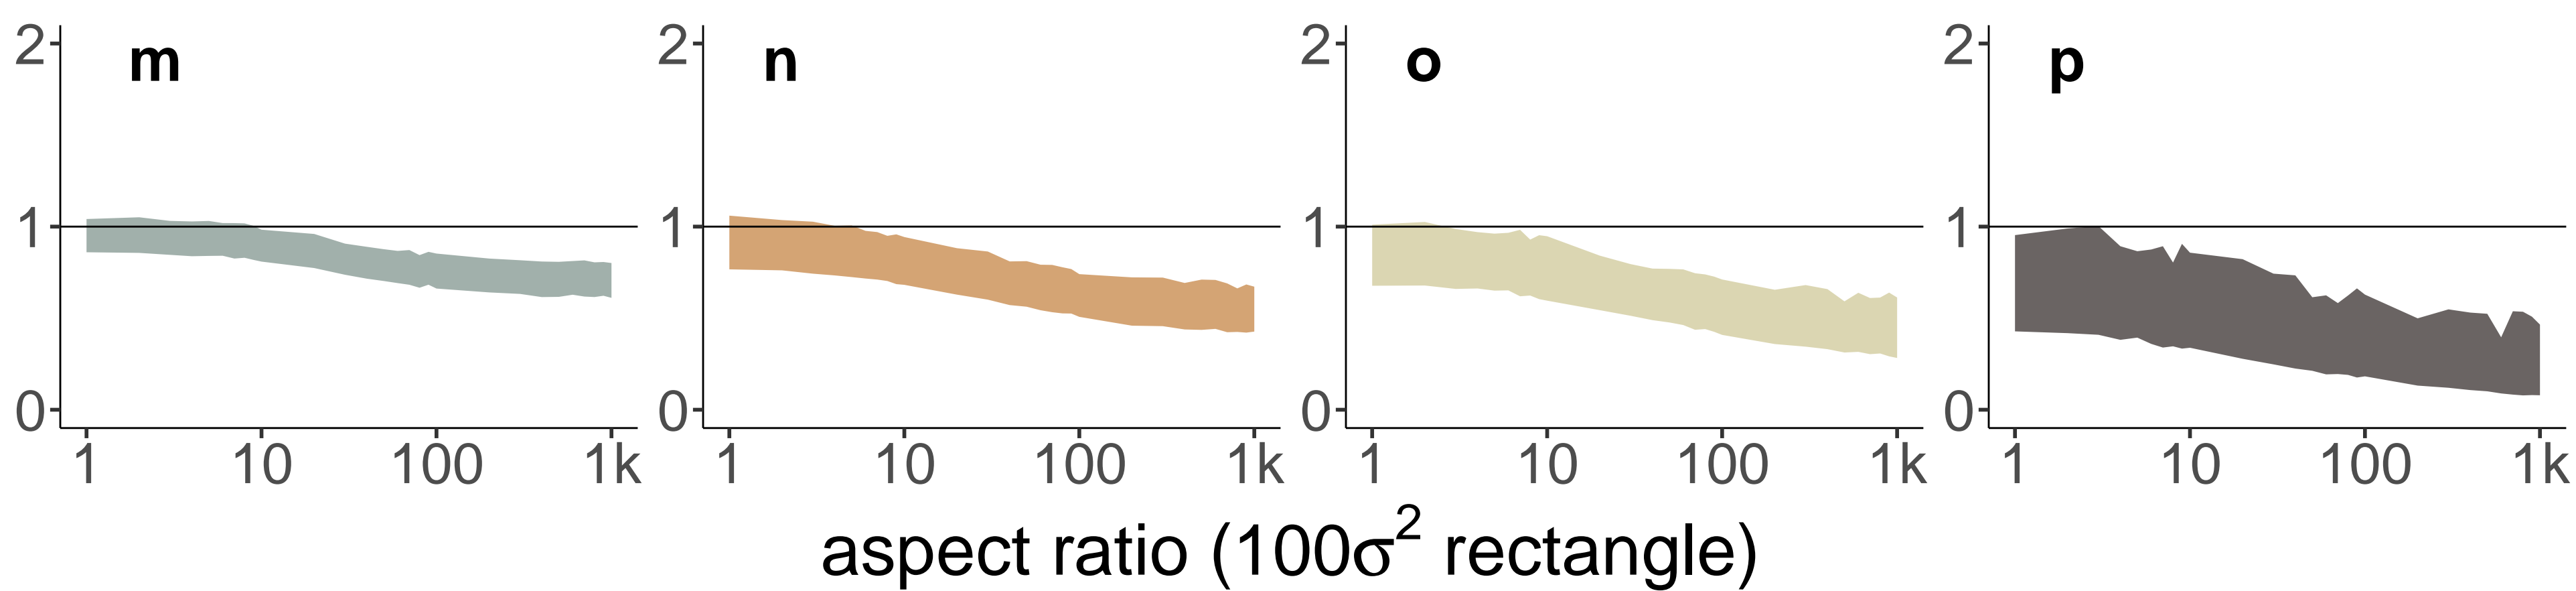 2 m 2 n 2 o 2 p
1 1 1 1
0 0 0 0
1 10 100 1k 1 10 100 1k 1 10 100 1k 1 10 100 1k
aspect ratio (100σ² rectangle)